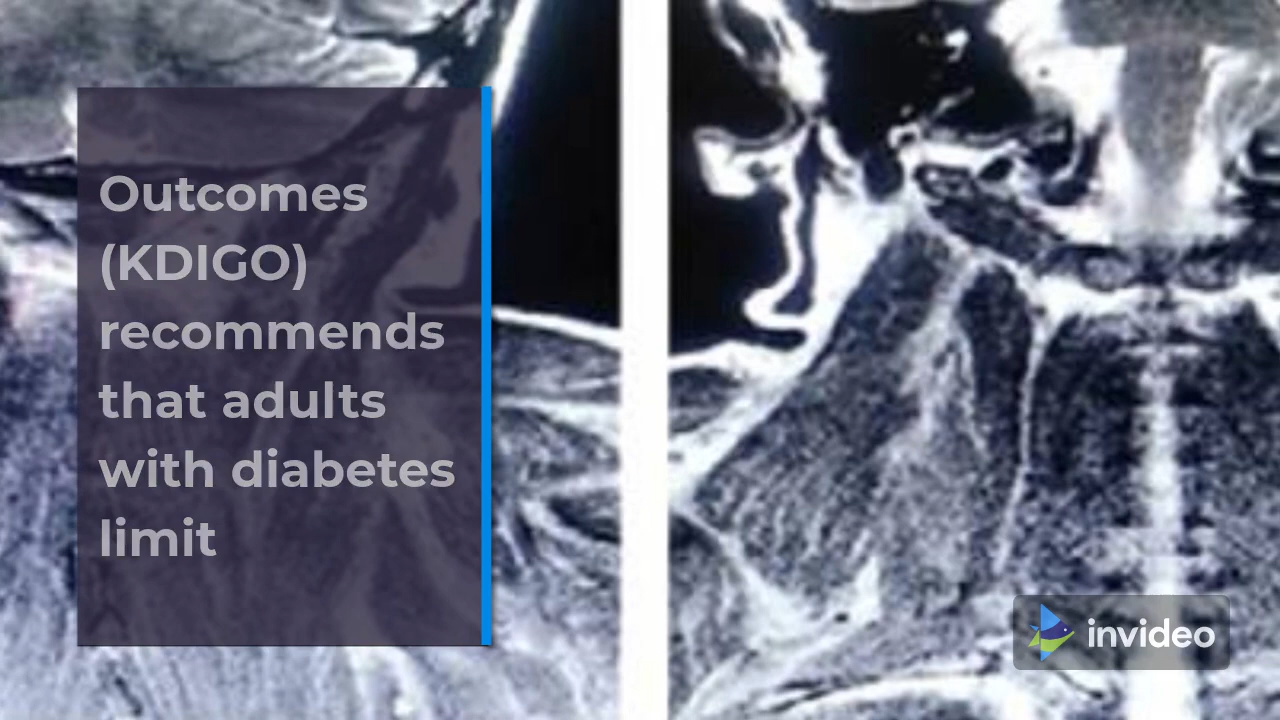 Outcomes
(KDIGO)
recommends
that adults
with diabetes
limit
invideo